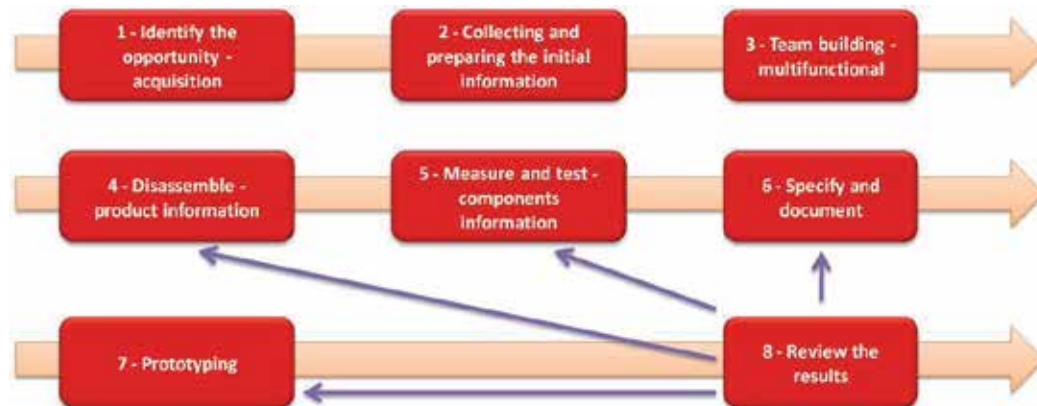 1 - Identify the
opportunity -
acquisition
2 - Collecting and
preparing the initial
information
3 - Team building -
multifunctional
4 - Disassemble -
product information
5 - Measure and test -
components
information
6 - Specify and
document
7 - Prototyping
8 - Review the
results